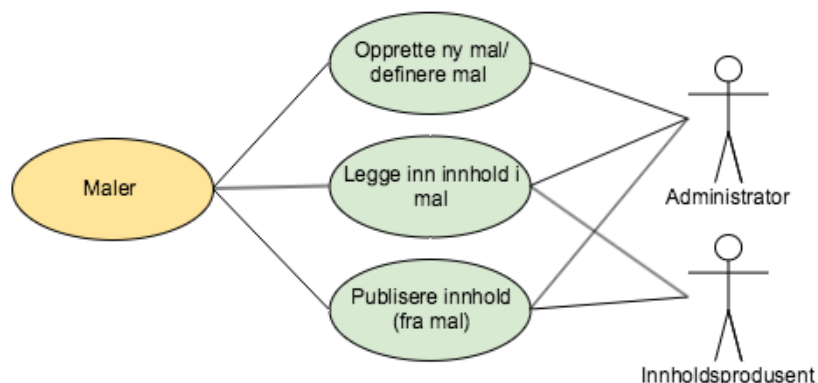 Opprette ny mal/
definere mal
Maler
Legge inn innhold i
mal
Administrator
Publisere innhold
(fra mal)
Innholdsprodusent